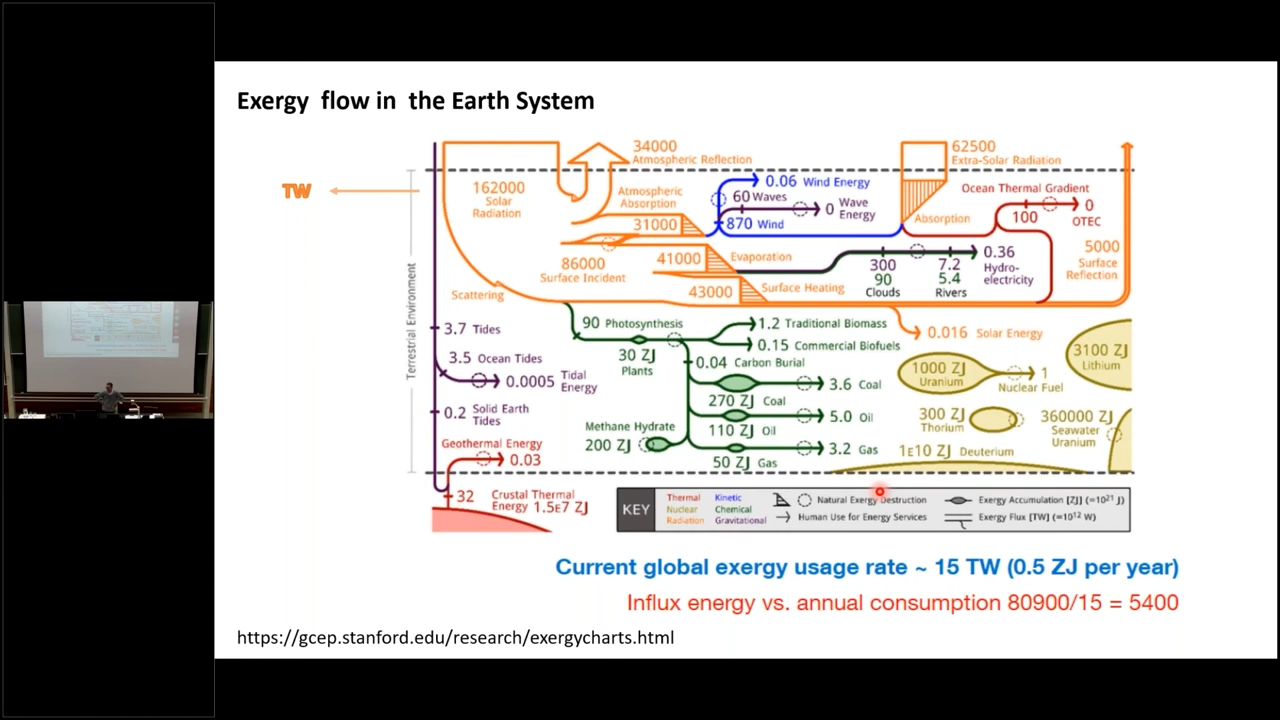 Exergy flow in the Earth System
TW
34000
Atmospheric Reflection
62500
Extra-Solar Radiation
162000
Solar
Radiation
Atmospheric
Absorption
31000
0.06 Wind Energy
60 Waves
0 Wave
Energy
870 Wind
Absorption
Ocean Thermal Gradient
100
0
OTEC
86000
Surface Incident
41000
Evaporation
43000
Surface Heating
300
90
Clouds
7.2
5.4
Rivers
0.36
Hydro-
electricity
5000
Surface
Reflection
Terrestrial Environment
Scattering
3.7 Tides
3.5 Ocean Tides
0.0005 Tidal
Energy
0.2 Solid Earth
Tides
Geothermal Energy
0.03
32 Crustal Thermal
Energy 1.5E7 ZJ
90 Photosynthesis
30 ZJ
Plants
1.2 Traditional Biomass
0.15 Commercial Biofuels
0.04 Carbon Burial
3.6 Coal
270 ZJ Coal
5.0 Oil
110 ZJ Oil
Methane Hydrate
200 ZJ
3.2 Gas
50 ZJ Gas
0.016 Solar Energy
1000 ZJ
Uranium
1
Nuclear Fuel
3100 ZJ
Lithium
300 ZJ
Thorium
360000 ZJ
Seawater
Uranium
1E10 ZJ Deuterium
KEY
Thermal
Nuclear
Radiation
Kinetic
Chemical
Gravitational
Natural Exergy Destruction
Human Use for Energy Services
Exergy Accumulation [ZJ] (=10²¹ J)
Exergy Flux [TW] (=10¹² W)
Current global exergy usage rate ~ 15 TW (0.5 ZJ per year)
Influx energy vs. annual consumption 80900/15 = 5400
https://gcep.stanford.edu/research/exergycharts.html